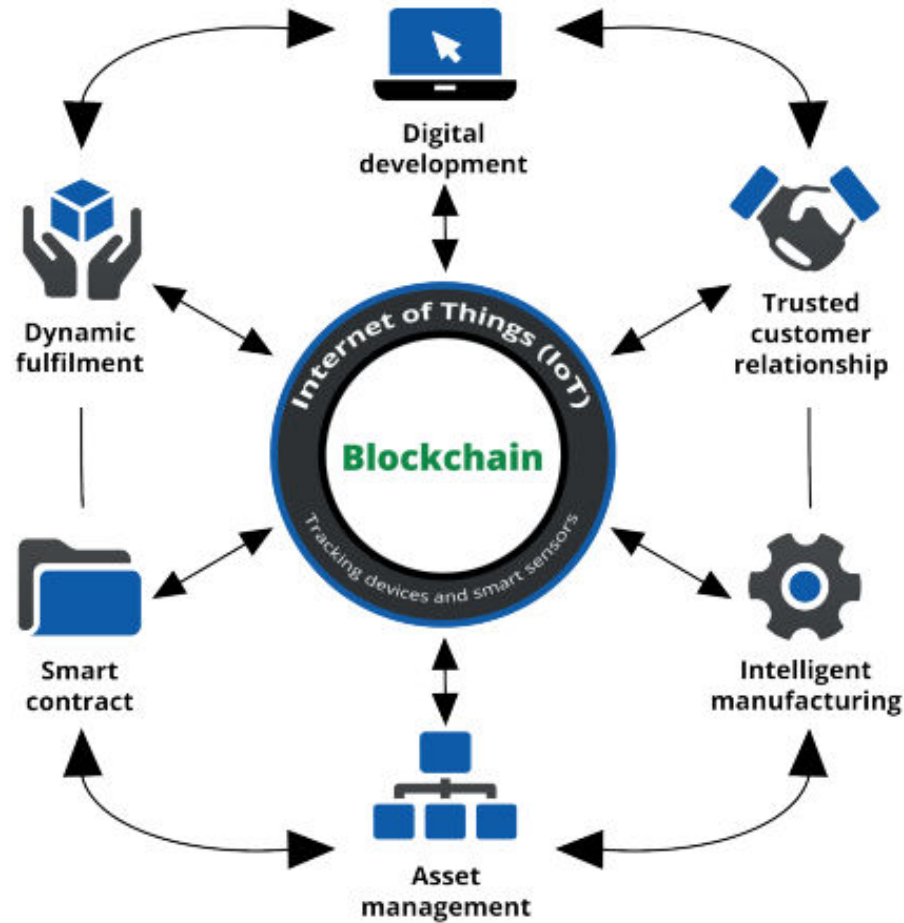 Digital
development
Dynamic
fulfilment
Trusted
customer
relationship
Internet of Things (IoT)
Blockchain
Tracking devices and smart sensors
Smart
contract
Intelligent
manufacturing
Asset
management